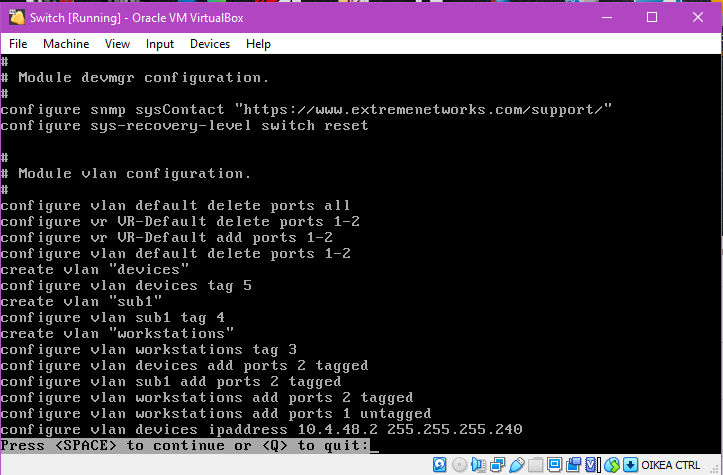 Switch [Running] - Oracle VM VirtualBox
File Machine View Input Devices Help
#
# Module devmgr configuration.
#
configure snmp sysContact "https://www.extremenetworks.com/support/"
configure sys-recovery-level switch reset
#
# Module vlan configuration.
#
configure vlan default delete ports all
configure vr VR-Default delete ports 1-2
configure vr VR-Default add ports 1-2
configure vlan default delete ports 1-2
create vlan "devices"
configure vlan devices tag 5
create vlan "sub1"
configure vlan sub1 tag 4
create vlan "workstations"
configure vlan workstations tag 3
configure vlan devices add ports 2 tagged
configure vlan sub1 add ports 2 tagged
configure vlan workstations add ports 2 tagged
configure vlan workstations add ports 1 untagged
configure vlan devices ipaddress 10.4.48.2 255.255.255.240
Press <SPACE> to continue or <Q> to quit:_
ΟΙΚΕΑ CTRL